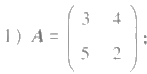 1) A = ( 3 4
5 2 ) ;